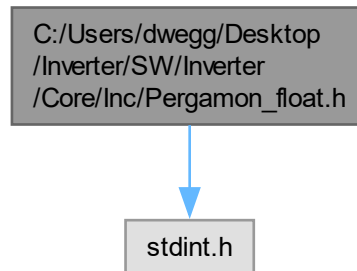 C:/Users/dwegg/Desktop
/Inverter/SW/Inverter
/Core/Inc/Pergamon_float.h
stdint.h